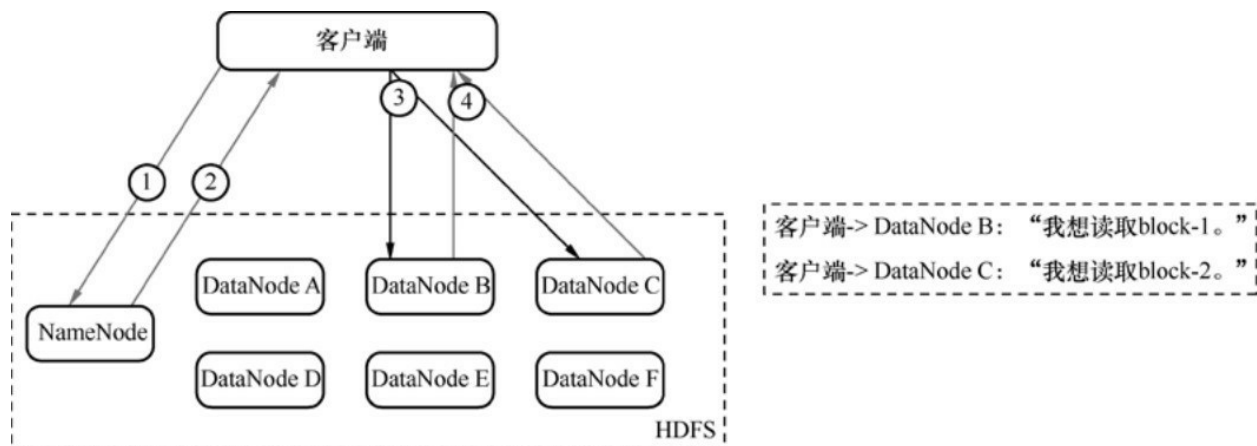 客户端
3
4
1
2
客户端-> DataNode B：“我想读取block-1。”
客户端-> DataNode C：“我想读取block-2。”
DataNode A
DataNode B
DataNode C
NameNode
DataNode D
DataNode E
DataNode F
HDFS